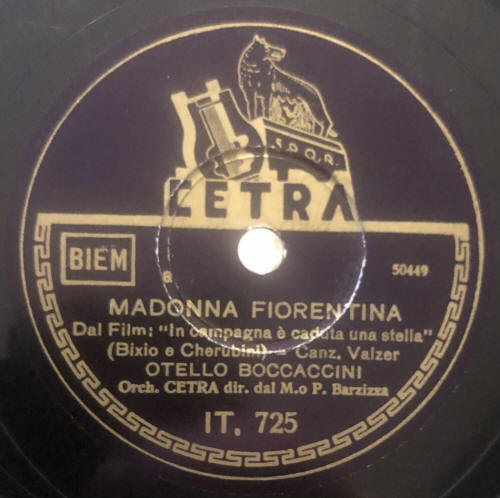 S.P.Q.R.
CETRA
BIEM
a
50449
MADONNA FIORENTINA
Dal Film: "In campagna è caduta una stella"
(Bixio e Cherubini) - Canz. Valzer
OTELLO BOCCACCINI
Orch. CETRA dir. dal M.o P. Barzizza
IT. 725